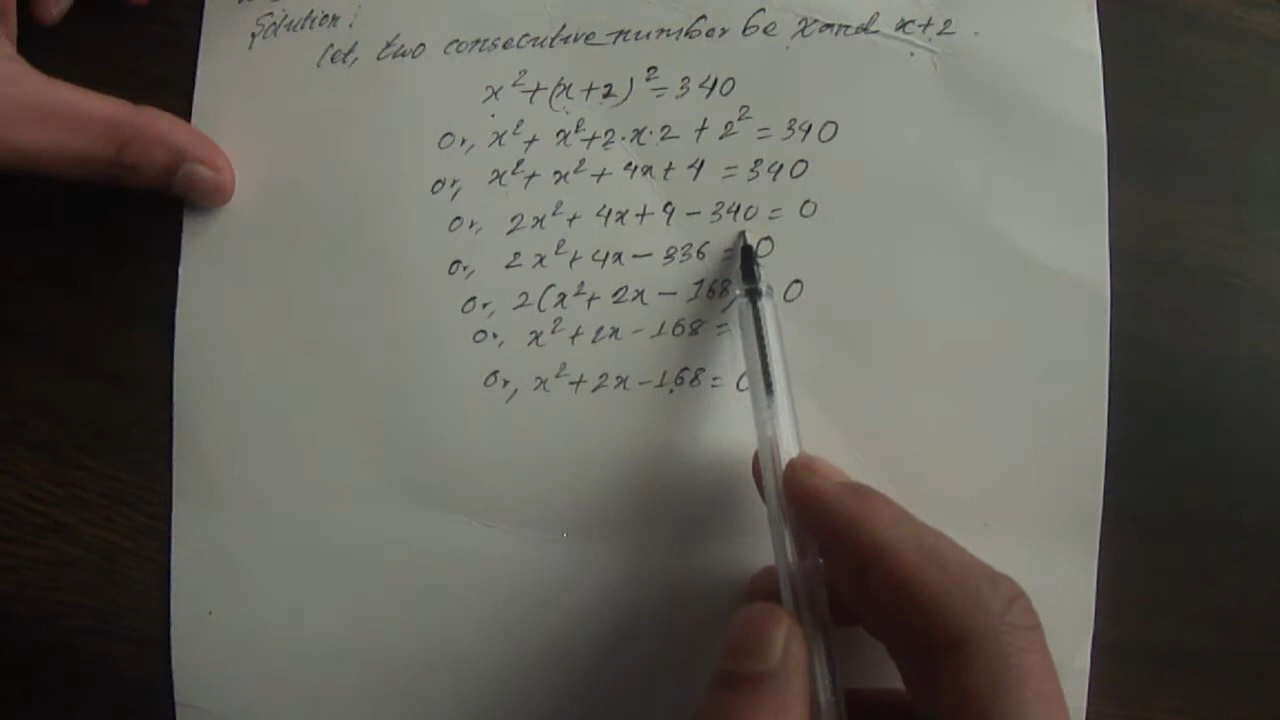 Solution:
Let, two consecutive number be x and x+2.
x²+(x+2)²=340
Or, x²+x²+2·x·2+2²=340
Or, x²+x²+4x+4=340
Or, 2x²+4x+4-340=0
Or, 2x²+4x-336=0
Or, 2(x²+2x-168) 0
Or, x²+2x-168=
Or, x²+2x-168=0